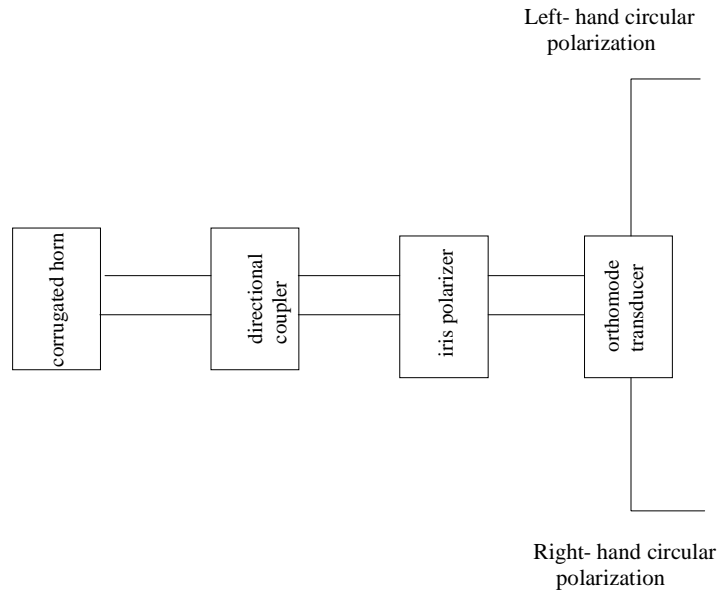 Left- hand circular
polarization
corrugated horn
directional
coupler
iris polarizer
orthomode
transducer
Right- hand circular
polarization